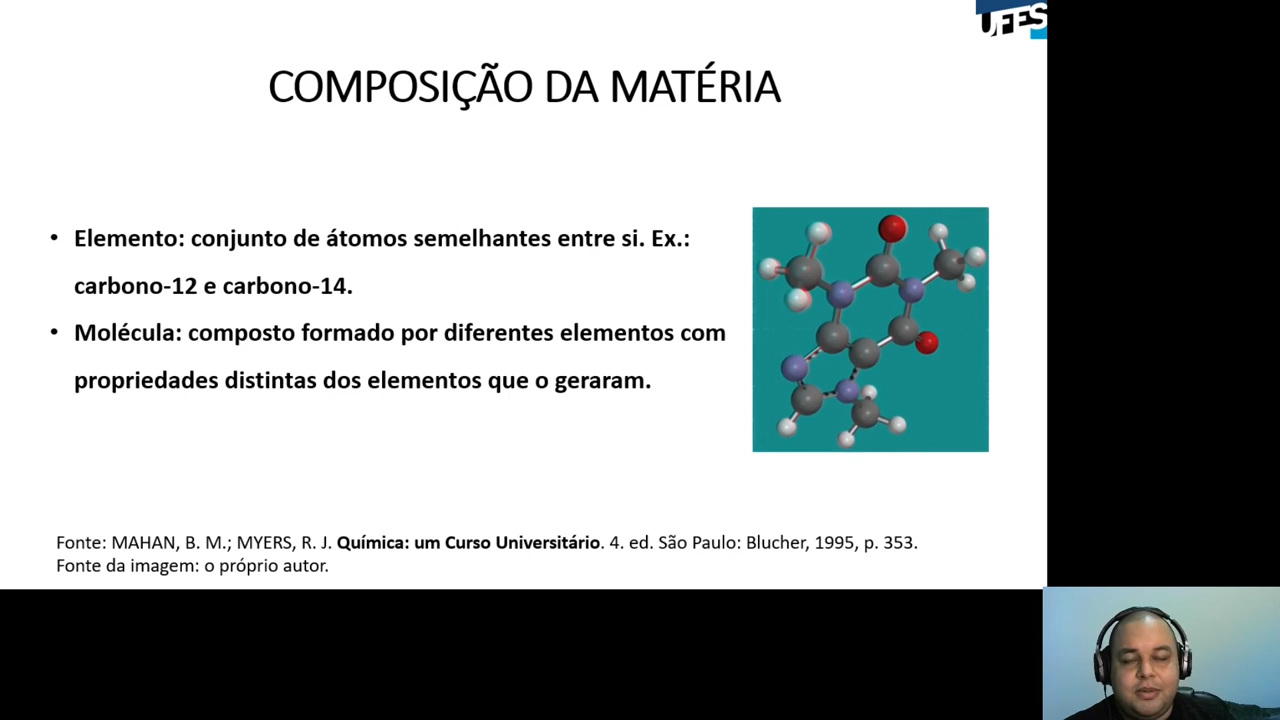 UFES
COMPOSIÇÃO DA MATÉRIA
• Elemento: conjunto de átomos semelhantes entre si. Ex.:
carbono-12 e carbono-14.
• Molécula: composto formado por diferentes elementos com
propriedades distintas dos elementos que o geraram.
Fonte: MAHAN, B. M.; MYERS, R. J. Química: um Curso Universitário. 4. ed. São Paulo: Blucher, 1995, p. 353.
Fonte da imagem: o próprio autor.